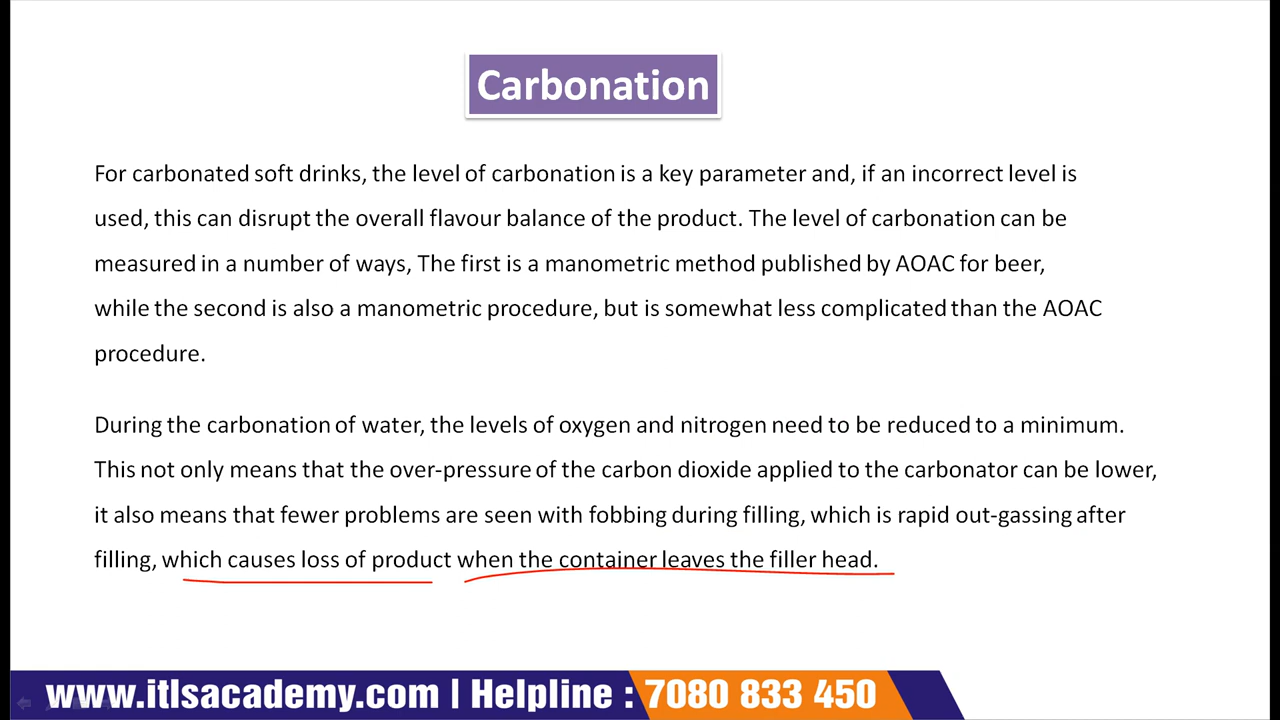 Carbonation
For carbonated soft drinks, the level of carbonation is a key parameter and, if an incorrect level is
used, this can disrupt the overall flavour balance of the product. The level of carbonation can be
measured in a number of ways, The first is a manometric method published by AOAC for beer,
while the second is also a manometric procedure, but is somewhat less complicated than the AOAC
procedure.
During the carbonation of water, the levels of oxygen and nitrogen need to be reduced to a minimum.
This not only means that the over-pressure of the carbon dioxide applied to the carbonator can be lower,
it also means that fewer problems are seen with fobbing during filling, which is rapid out-gassing after
filling, which causes loss of product when the container leaves the filler head.
www.itlsacademy.com | Helpline : 7080 833 450